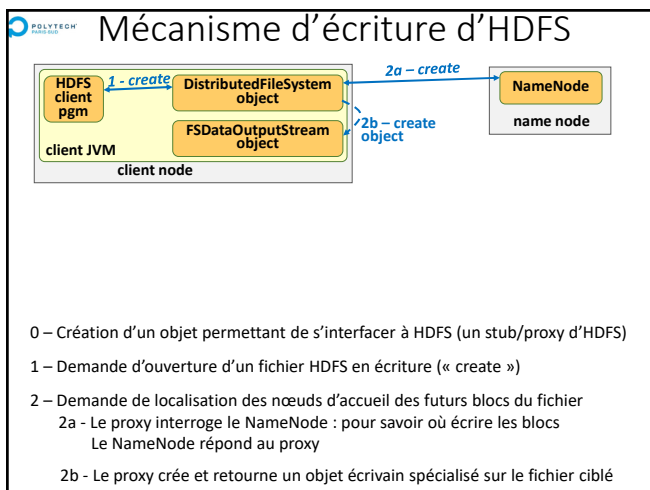 POLYTECH
PARIS-SUD
Mécanisme d'écriture d'HDFS
HDFS
client
pgm
1 - create
DistributedFileSystem
object
2a – create
NameNode
name node
2b – create
object
FSDataOutputStream
object
client JVM
client node
0 – Création d'un objet permettant de s'interfacer à HDFS (un stub/proxy d'HDFS)
1 – Demande d'ouverture d'un fichier HDFS en écriture (« create »)
2 – Demande de localisation des nœuds d'accueil des futurs blocs du fichier
2a - Le proxy interroge le NameNode : pour savoir où écrire les blocs
Le NameNode répond au proxy
2b - Le proxy crée et retourne un objet écrivain spécialisé sur le fichier ciblé